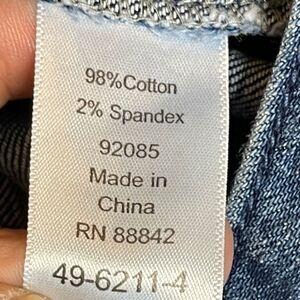 98%Cotton
2% Spandex
92085
Made in
China
RN 88842
49-6211-4